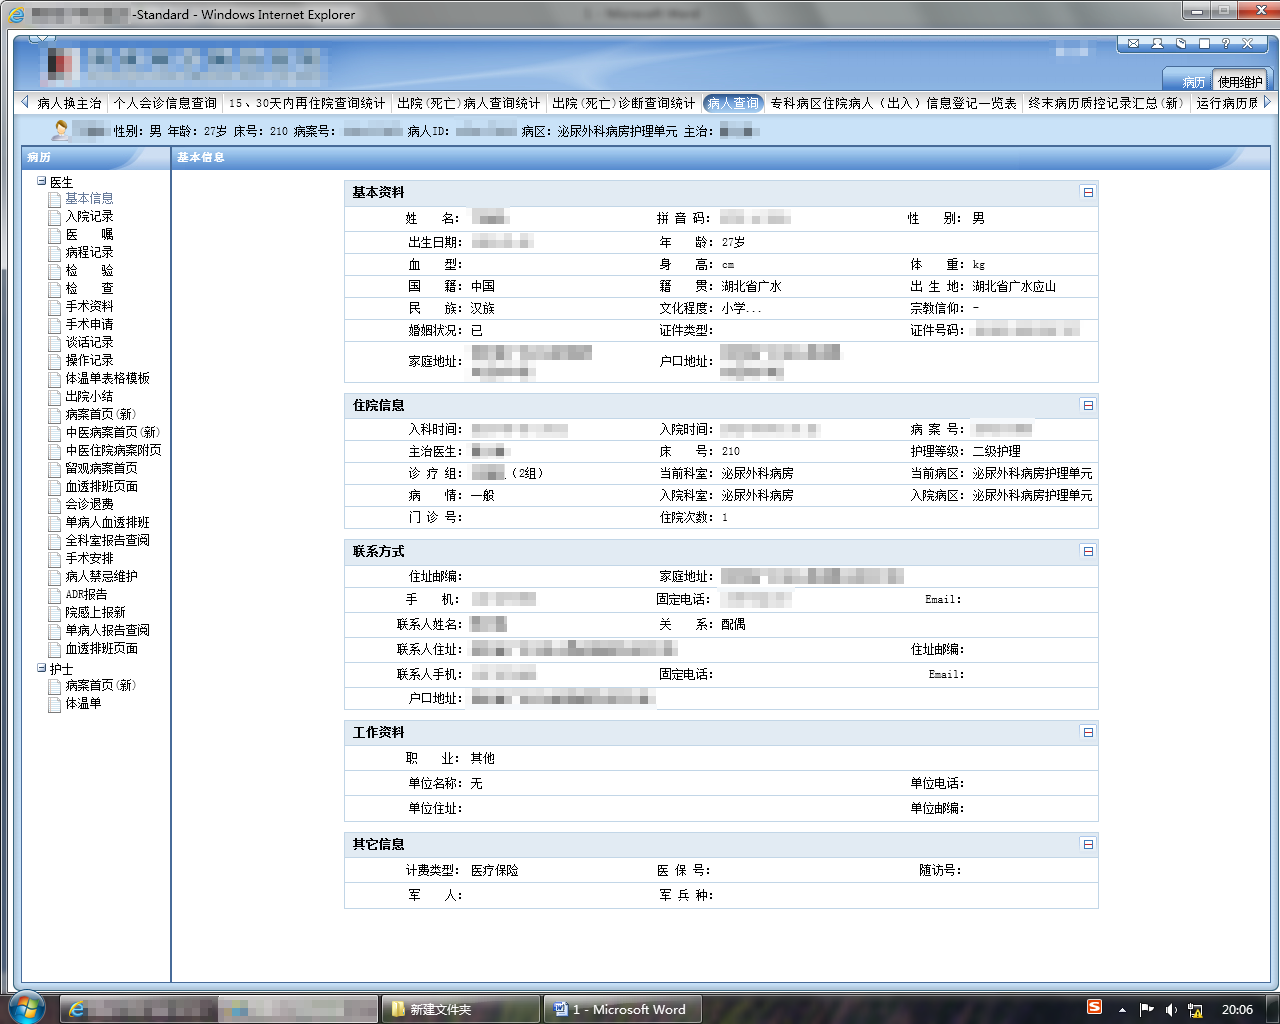 -Standard - Windows Internet Explorer
病历 使用维护
病人换主治 个人会诊信息查询 15、30天内再住院查询统计 出院(死亡)病人查询统计 出院(死亡)诊断查询统计 病人查询 专科病区住院病人（出入）信息登记一览表 终末病历质控记录汇总（新） 运行病历质
性别：男 年龄：27岁 床号：210 病案号： 病人ID： 病区：泌尿外科病房护理单元 主治：
病历
基本信息
医生
基本信息
入院记录
医 嘱
病程记录
检 验
检 查
手术资料
手术申请
谈话记录
操作记录
体温单表格模板
出院小结
病案首页(新)
中医病案首页(新)
中医住院病案附页
留观病案首页
血透排班页面
会诊退费
单病人血透排班
全科室报告查阅
手术安排
病人禁忌维护
ADR报告
院感上报新
单病人报告查阅
血透排班页面
护士
病案首页(新)
体温单
基本资料
姓 名： 拼 音 码： 性 别：男
出生日期： 年 龄：27岁
血 型： 身 高：cm 体 重：kg
国 籍：中国 籍 贯：湖北省广水 出 生 地：湖北省广水应山
民 族：汉族 文化程度：小学... 宗教信仰：-
婚姻状况：已 证件类型： 证件号码：
家庭地址： 户口地址：
住院信息
入科时间： 入院时间： 病 案 号：
主治医生： 床 号：210 护理等级：二级护理
诊 疗 组： （2组） 当前科室：泌尿外科病房 当前病区：泌尿外科病房护理单元
病 情：一般 入院科室：泌尿外科病房 入院病区：泌尿外科病房护理单元
门 诊 号： 住院次数：1
联系方式
住址邮编： 家庭地址：
手 机： 固定电话： Email：
联系人姓名： 关 系：配偶
联系人住址： 住址邮编：
联系人手机： 固定电话： Email：
户口地址：
工作资料
职 业：其他
单位名称：无 单位电话：
单位住址： 单位邮编：
其它信息
计费类型：医疗保险 医 保 号： 随访号：
军 人： 军 兵 种：
新建文件夹 1 - Microsoft Word 20:06